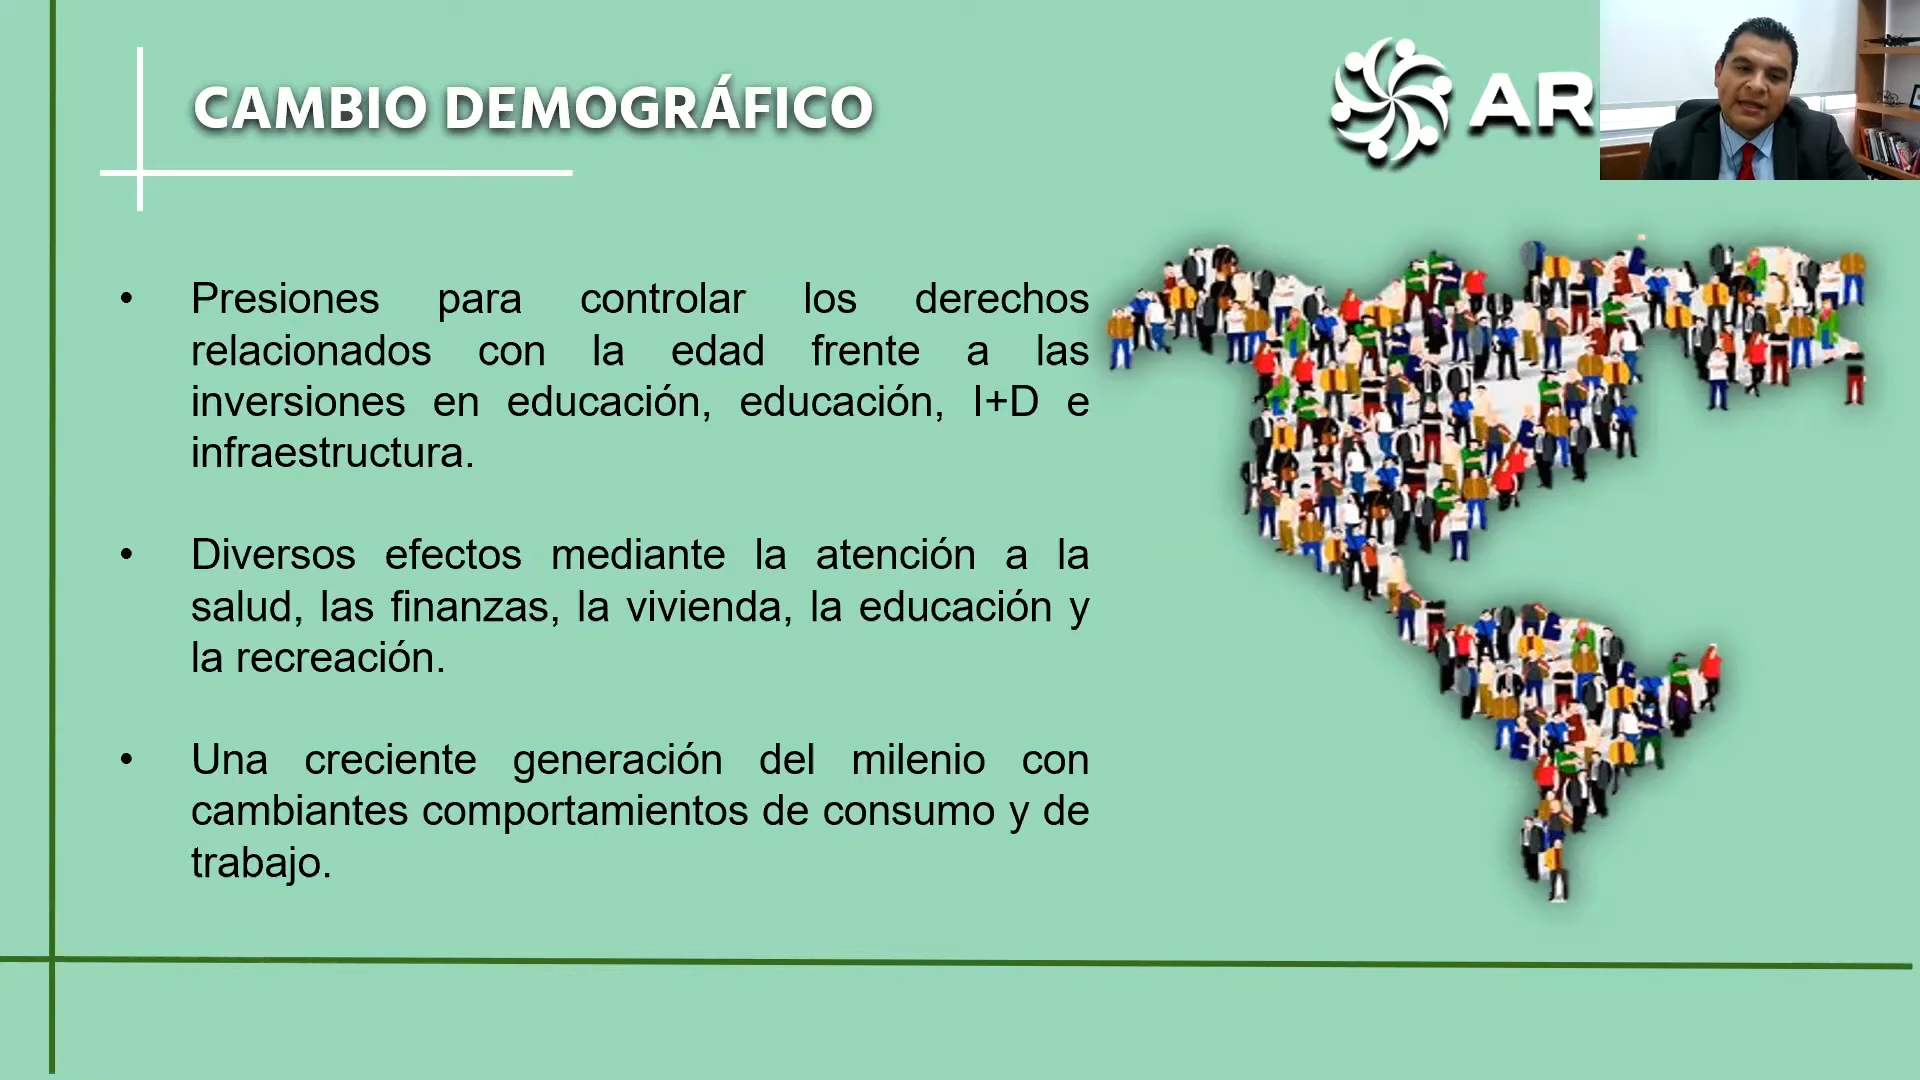 CAMBIO DEMOGRÁFICO
AR
• Presiones para controlar los derechos
relacionados con la edad frente a las
inversiones en educación, educación, I+D e
infraestructura.
• Diversos efectos mediante la atención a la
salud, las finanzas, la vivienda, la educación y
la recreación.
• Una creciente generación del milenio con
cambiantes comportamientos de consumo y de
trabajo.